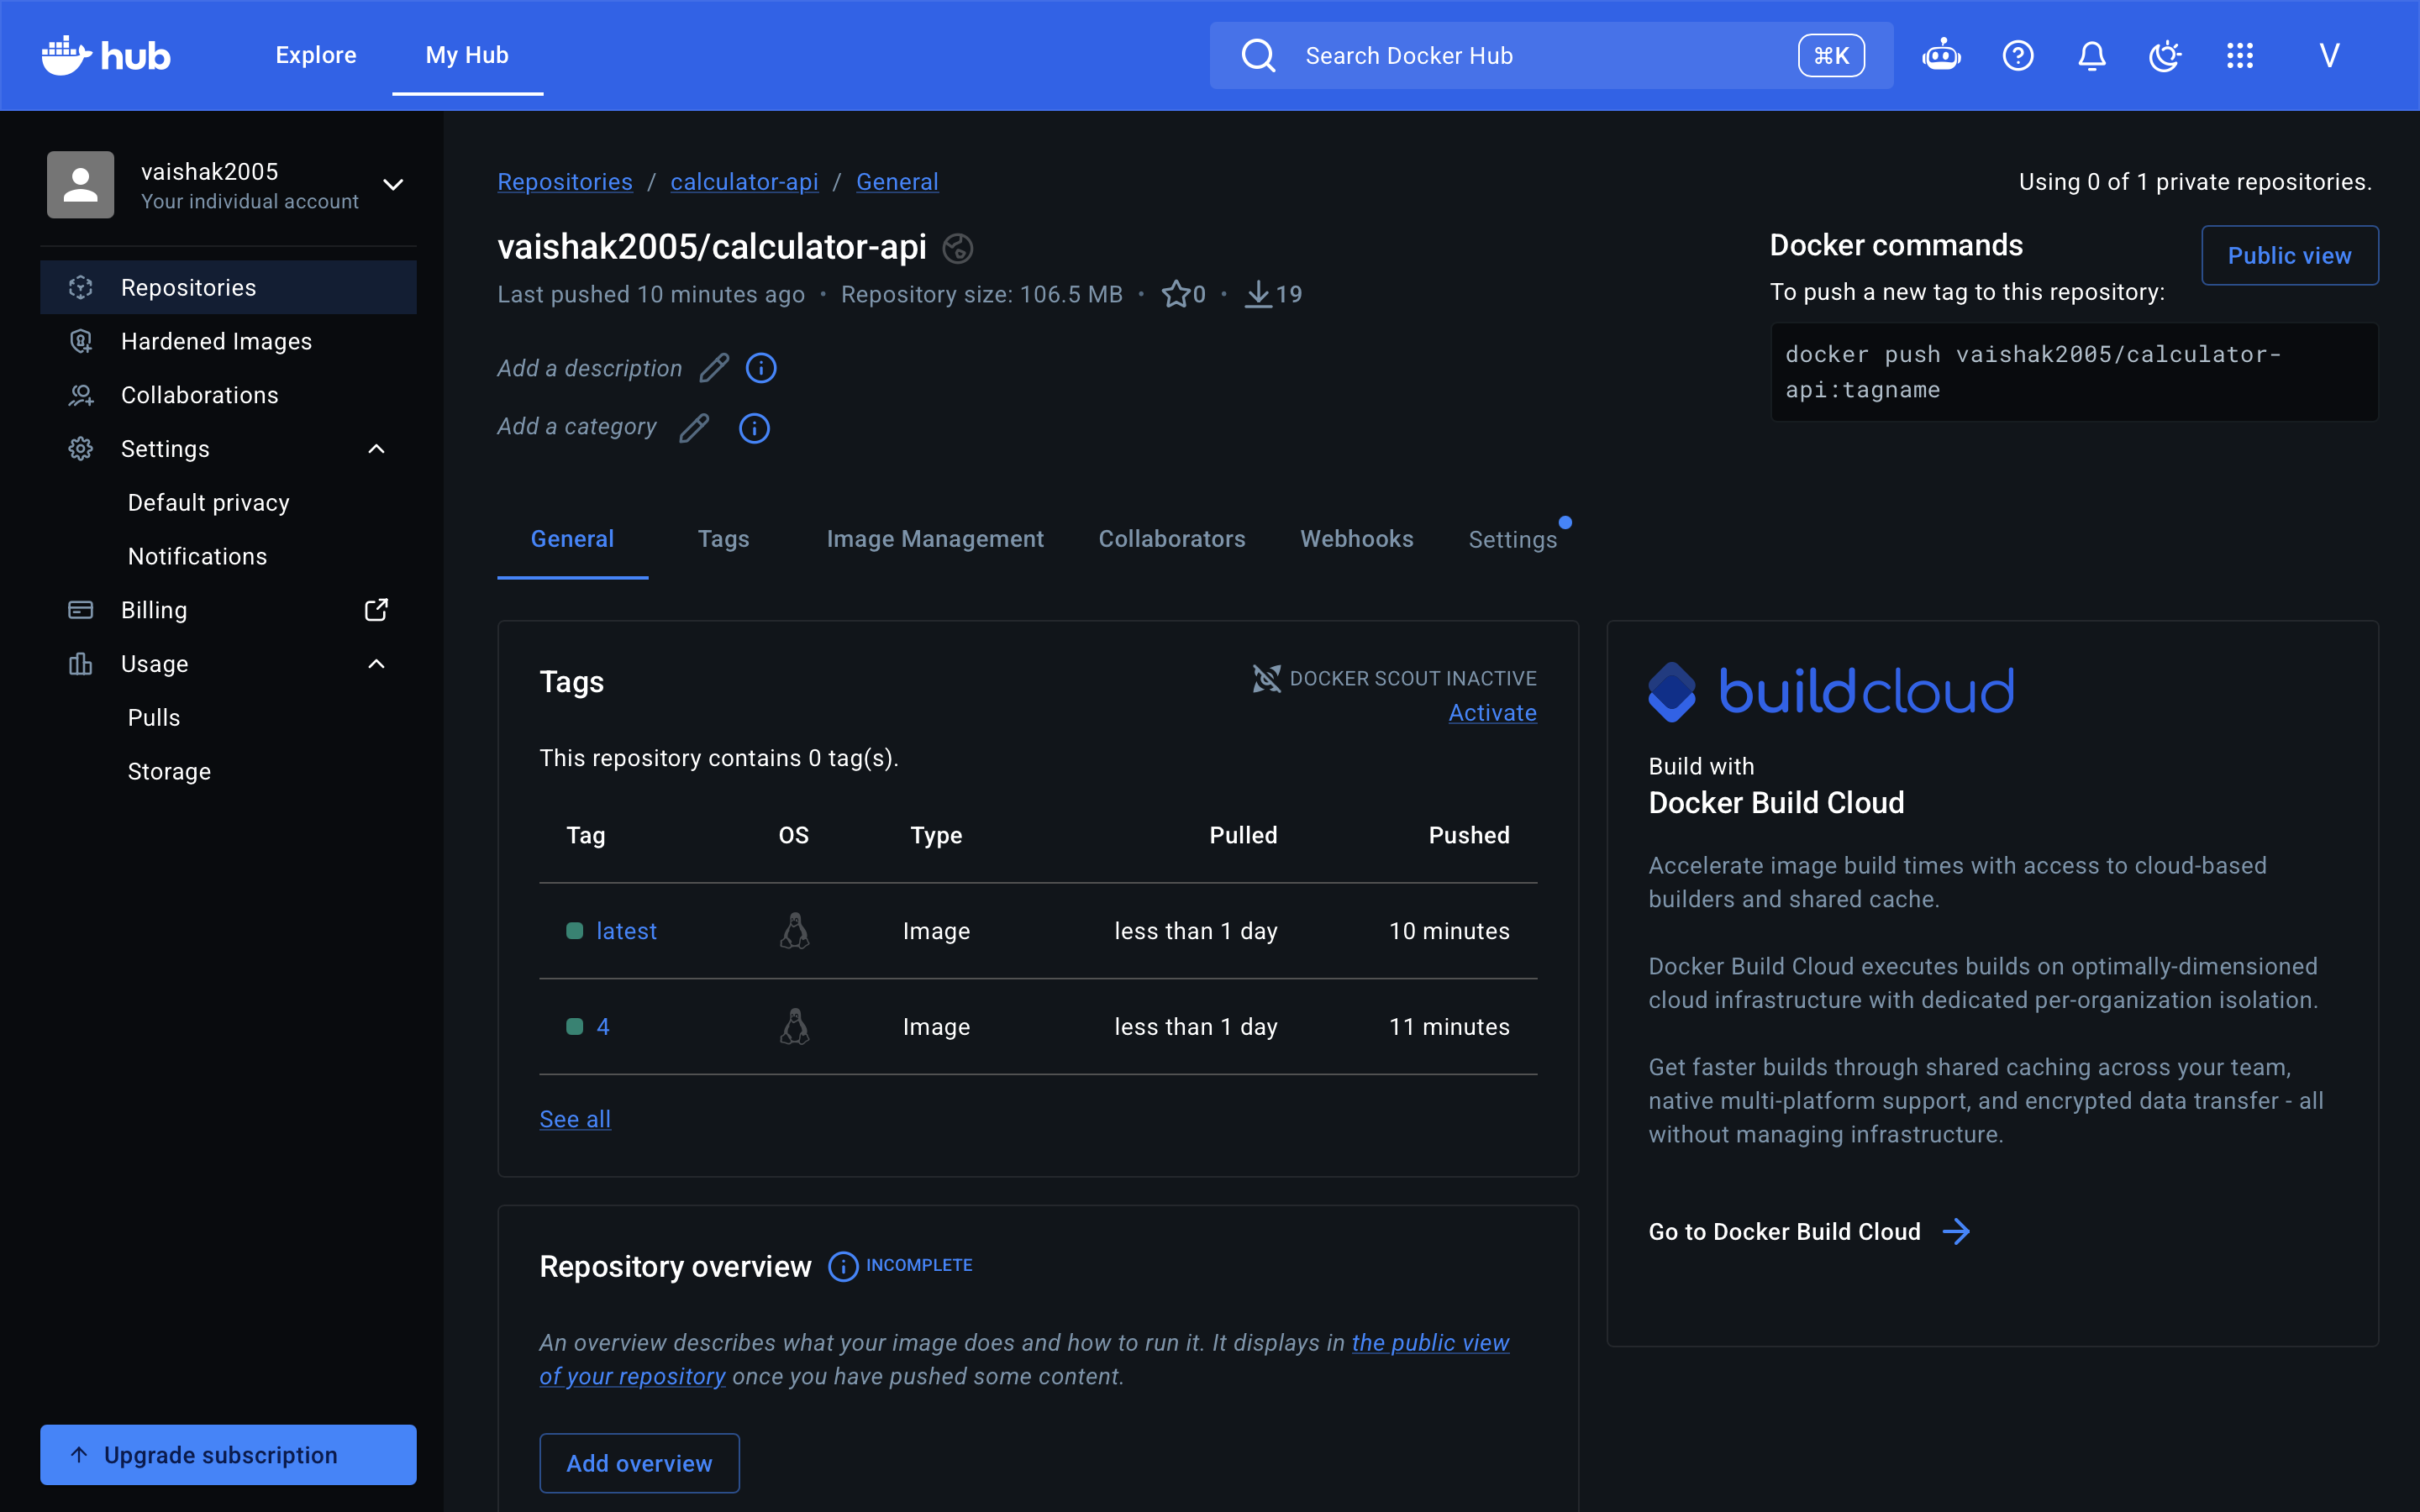 hub
Explore
My Hub
Search Docker Hub
⌘K
V
vaishak2005
Your individual account
Repositories
Hardened Images
Collaborations
Settings
Default privacy
Notifications
Billing
Usage
Pulls
Storage
Upgrade subscription
Repositories / calculator-api / General
Using 0 of 1 private repositories.
vaishak2005/calculator-api
Last pushed 10 minutes ago • Repository size: 106.5 MB • 0 • 19
Add a description
Add a category
Docker commands
Public view
To push a new tag to this repository:
docker push vaishak2005/calculator-
api:tagname
General
Tags
Image Management
Collaborators
Webhooks
Settings
Tags
DOCKER SCOUT INACTIVE
Activate
This repository contains 0 tag(s).
Tag OS Type Pulled Pushed
latest Image less than 1 day 10 minutes
4 Image less than 1 day 11 minutes
See all
Repository overview
INCOMPLETE
An overview describes what your image does and how to run it. It displays in the public view
of your repository once you have pushed some content.
Add overview
buildcloud
Build with
Docker Build Cloud
Accelerate image build times with access to cloud-based
builders and shared cache.
Docker Build Cloud executes builds on optimally-dimensioned
cloud infrastructure with dedicated per-organization isolation.
Get faster builds through shared caching across your team,
native multi-platform support, and encrypted data transfer - all
without managing infrastructure.
Go to Docker Build Cloud